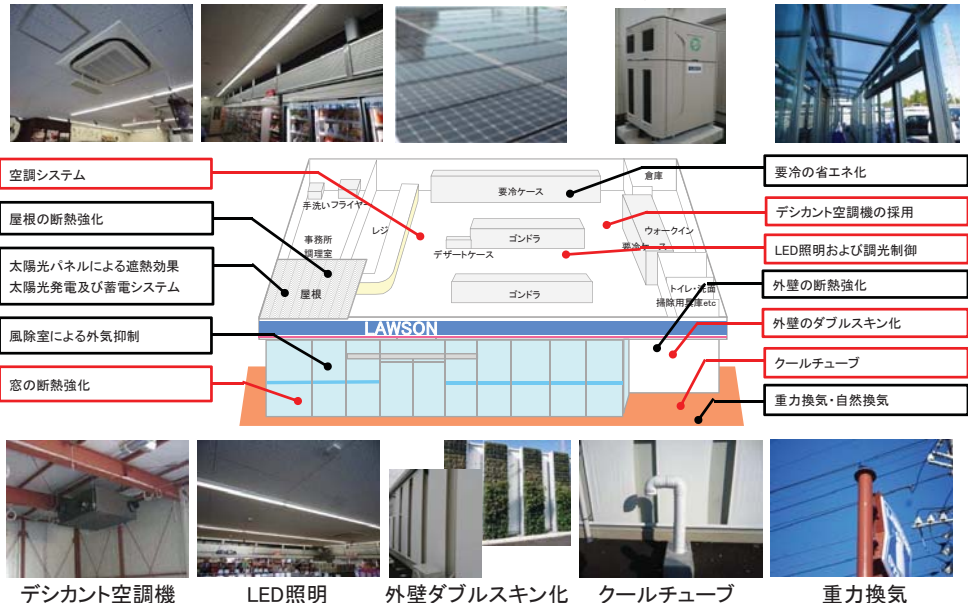 空調システム
屋根の断熱強化
太陽光パネルによる遮熱効果
太陽光発電及び蓄電システム
風除室による外気抑制
窓の断熱強化
手洗い
フライヤー
レジ
事務所
調理室
屋根
要冷ケース
ゴンドラ
デザートケース
ゴンドラ
倉庫
ウォークイン
要冷ケース
トイレ・洗面
掃除用具庫etc
LAWSON
要冷の省エネ化
デシカント空調機の採用
LED照明および調光制御
外壁の断熱強化
外壁のダブルスキン化
クールチューブ
重力換気・自然換気
デシカント空調機
LED照明
外壁ダブルスキン化
クールチューブ
重力換気